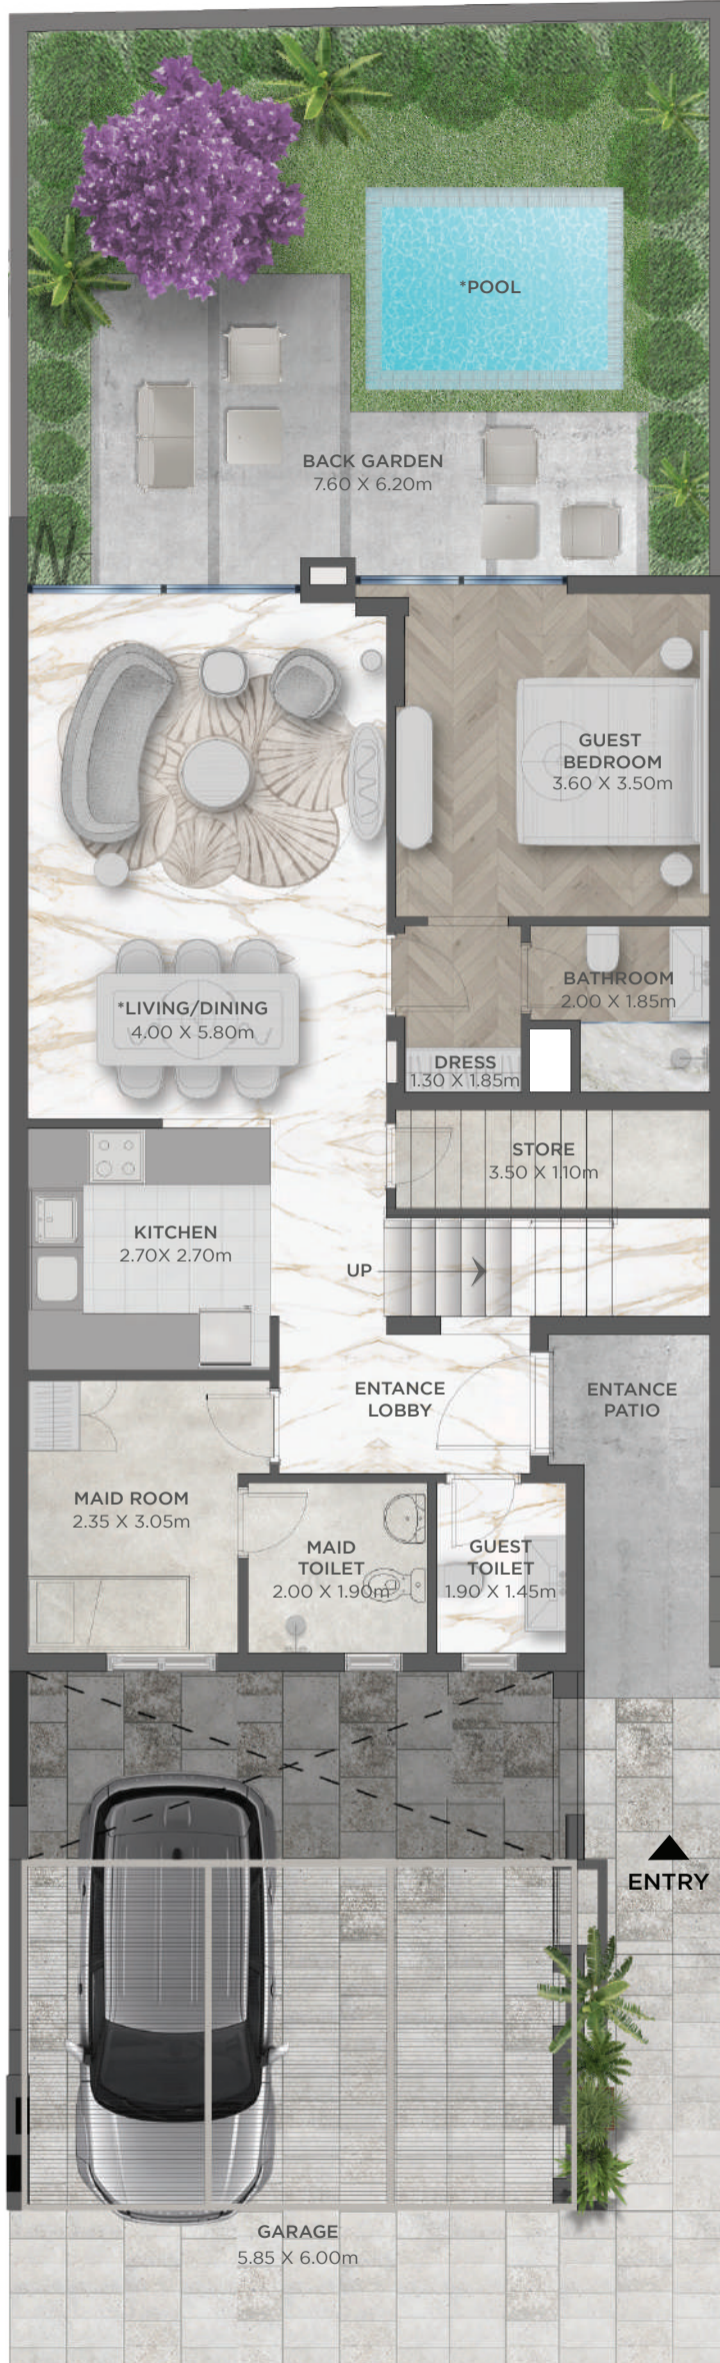 *POOL
BACK GARDEN
7.60 X 6.20m
GUEST
BEDROOM
3.60 X 3.50m
*LIVING/DINING
4.00 X 5.80m
BATHROOM
2.00 X 1.85m
DRESS
1.30 X 1.85m
STORE
3.50 X 1.10m
KITCHEN
2.70X 2.70m
UP
ENTANCE
LOBBY
ENTANCE
PATIO
MAID ROOM
2.35 X 3.05m
MAID
TOILET
2.00 X 1.90m
GUEST
TOILET
1.90 X 1.45m
ENTRY
GARAGE
5.85 X 6.00m